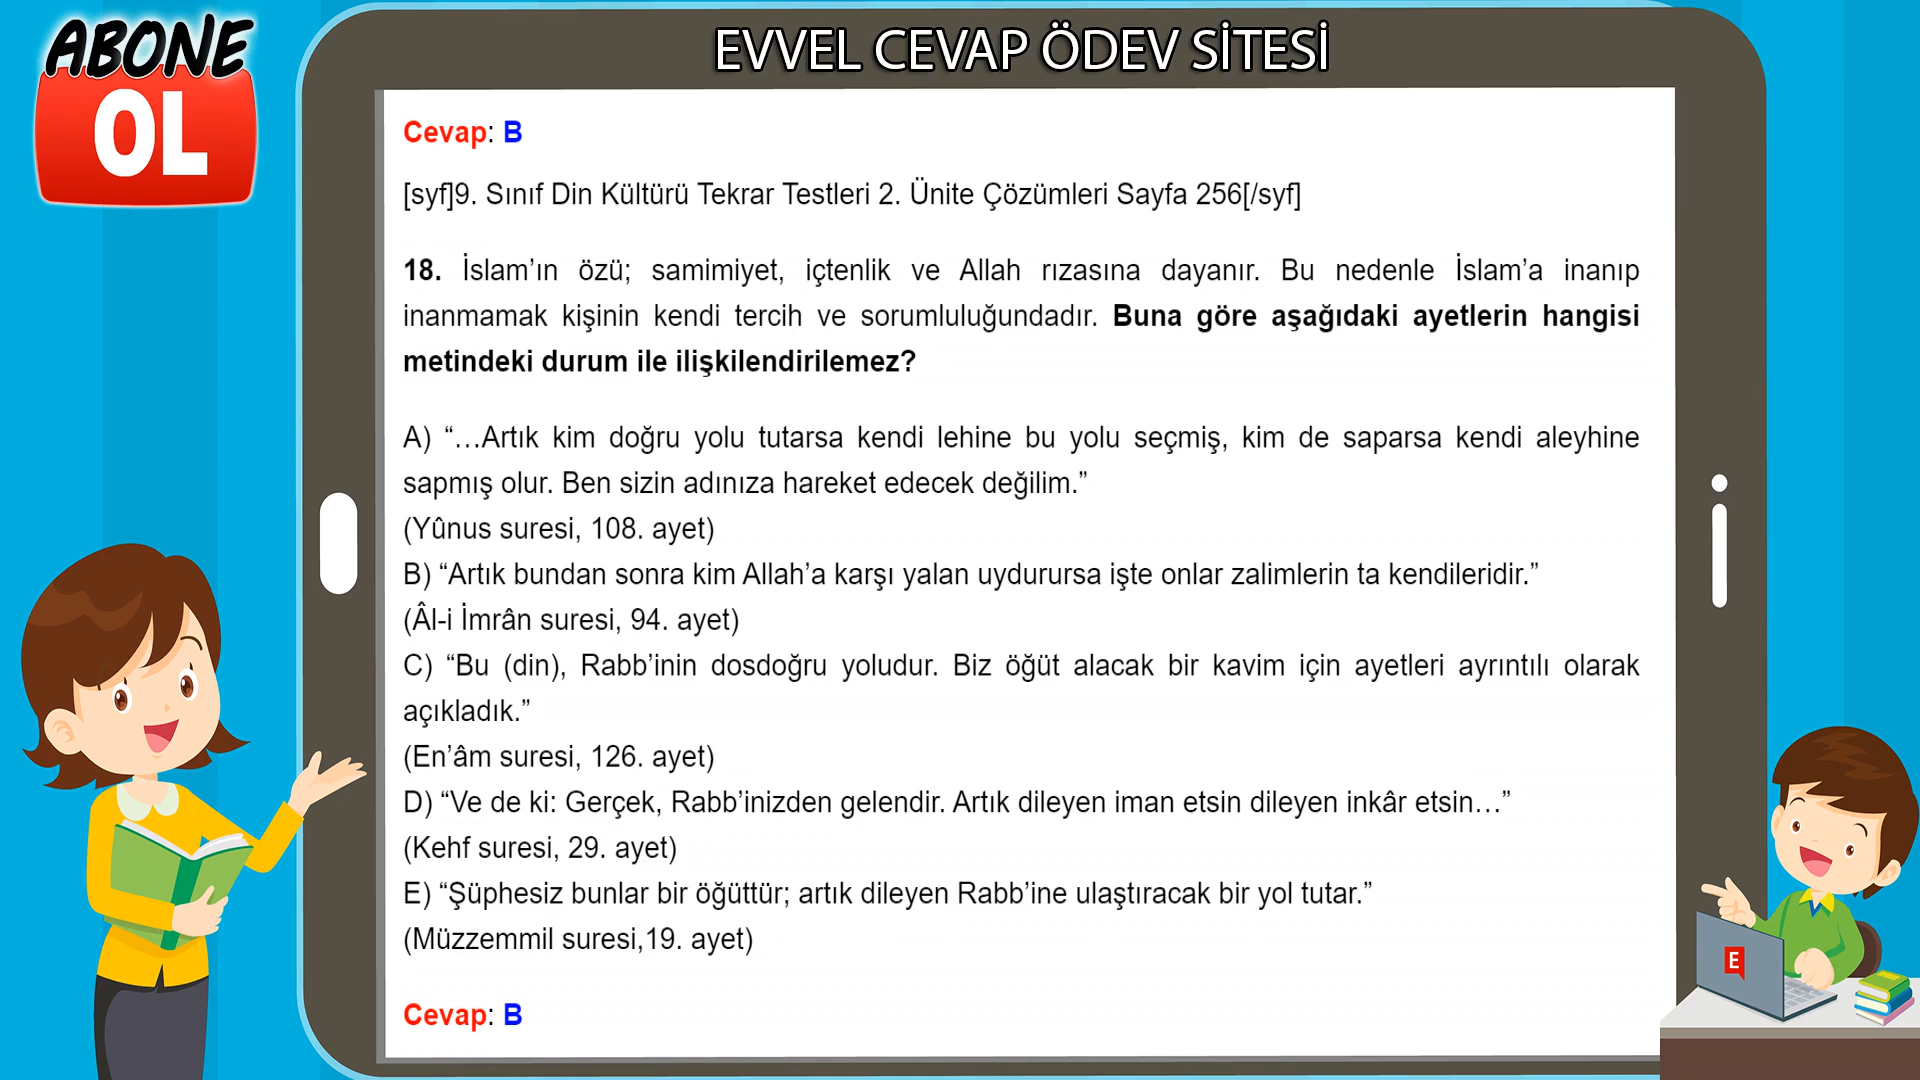 ABONE
OL
EVVEL CEVAP ÖDEV SİTESİ
Cevap: B
[syf]9. Sınıf Din Kültürü Tekrar Testleri 2. Ünite Çözümleri Sayfa 256[/syf]
18. İslam’ın özü; samimiyet, içtenlik ve Allah rızasına dayanır. Bu nedenle İslam’a inanıp
inanmamak kişinin kendi tercih ve sorumluluğundadır. Buna göre aşağıdaki ayetlerin hangisi
metindeki durum ile ilişkilendirilemez?
A) “…Artık kim doğru yolu tutarsa kendi lehine bu yolu seçmiş, kim de saparsa kendi aleyhine
sapmış olur. Ben sizin adınıza hareket edecek değilim.”
(Yûnus suresi, 108. ayet)
B) “Artık bundan sonra kim Allah’a karşı yalan uydurursa işte onlar zalimlerin ta kendileridir.”
(Âl-i İmrân suresi, 94. ayet)
C) “Bu (din), Rabb’inin dosdoğru yoludur. Biz öğüt alacak bir kavim için ayetleri ayrıntılı olarak
açıkladık.”
(En’âm suresi, 126. ayet)
D) “Ve de ki: Gerçek, Rabb’inizden gelendir. Artık dileyen iman etsin dileyen inkâr etsin…”
(Kehf suresi, 29. ayet)
E) “Şüphesiz bunlar bir öğüttür; artık dileyen Rabb’ine ulaştıracak bir yol tutar.”
(Müzzemmil suresi,19. ayet)
Cevap: B
E